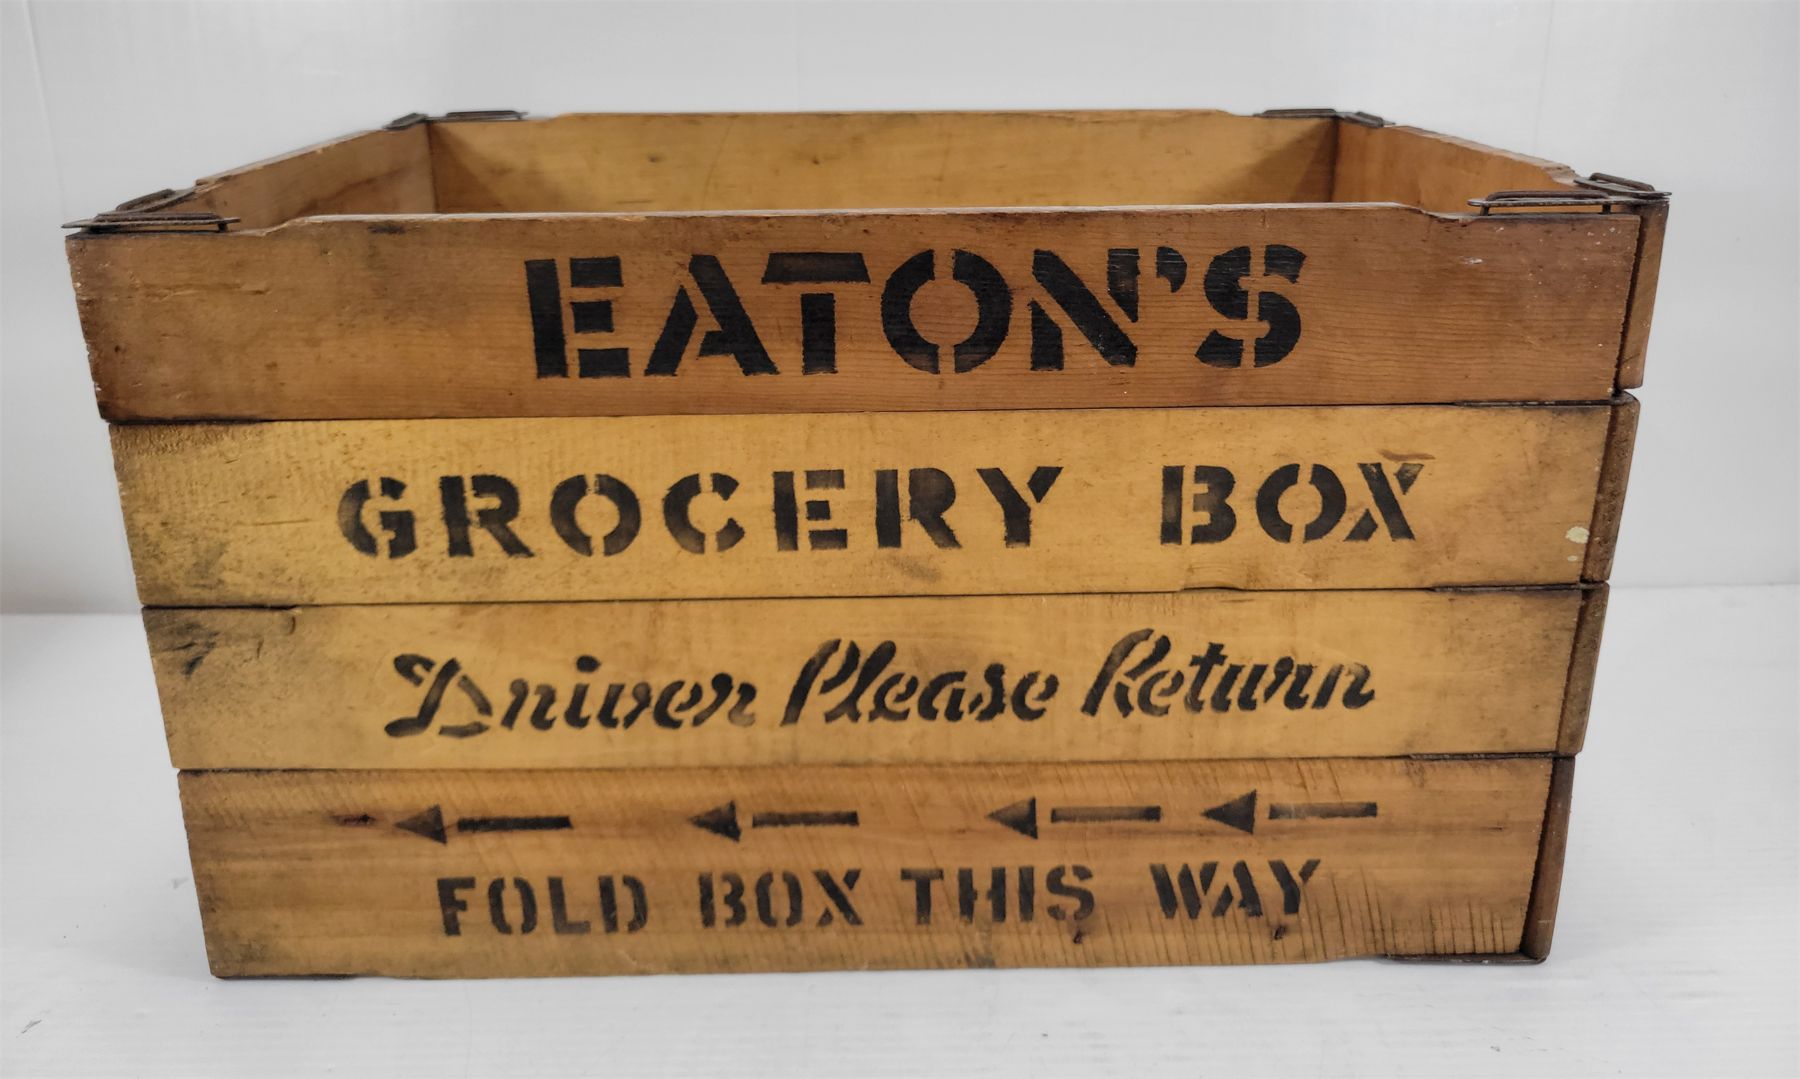 EATON'S
GROCERY BOX
Driver Please Return
FOLD BOX THIS WAY